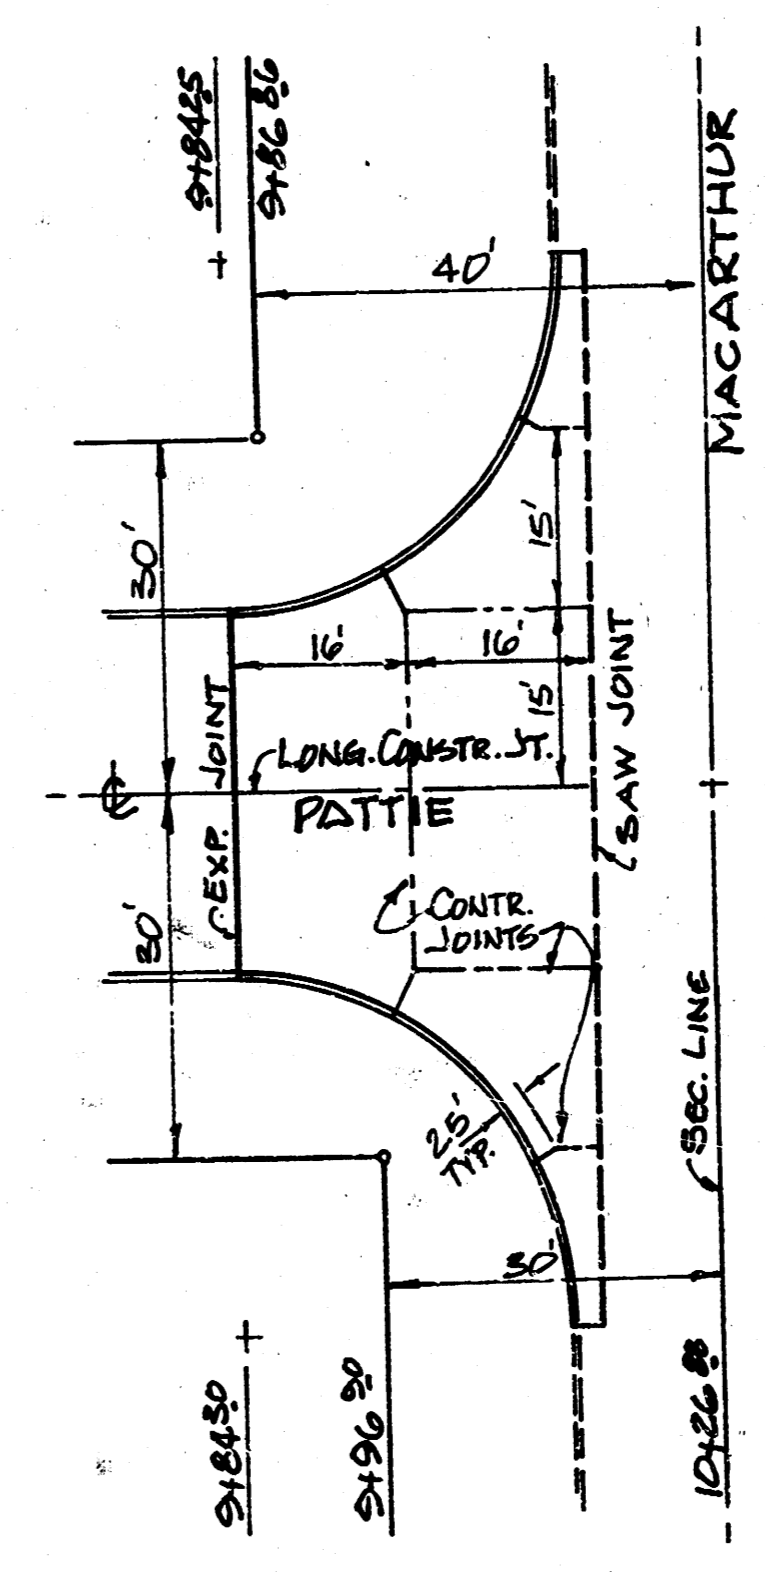 9+84.25
9+86.86
40'
MACARTHUR
30'
15'
16'
16'
15'
EXP. JOINT
LONG. CONSTR. JT.
PATTIE
SAW JOINT
℄
30'
CONTR.
JOINTS
25'
TYP.
SEC. LINE
30'
9+84.30
9+96.90
10+26.88